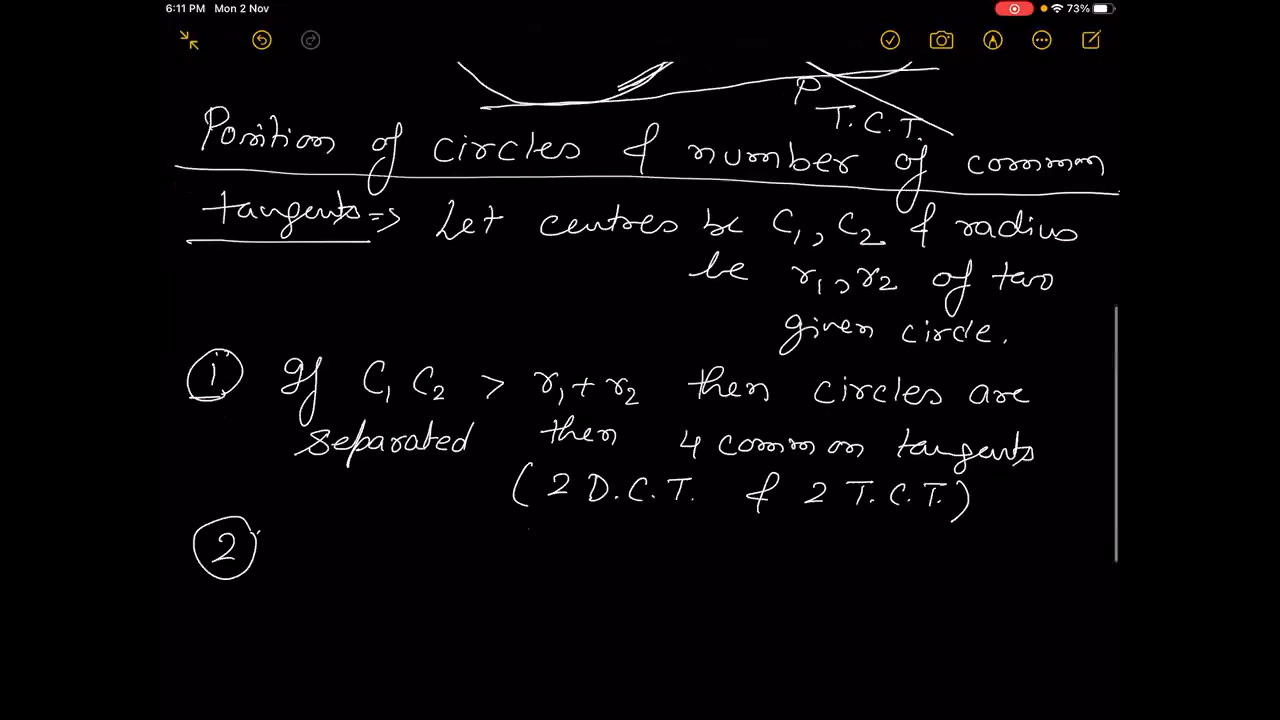 6:11 PM Mon 2 Nov
73%
P
T.C.T.
Position of circles & number of common
tangents => Let centres be C1, C2 & radius
be r1, r2 of two
given circle.
1 If C1 C2 > r1 + r2 then circles are
separated then 4 common tangents
(2 D.C.T. & 2 T.C.T.)
2